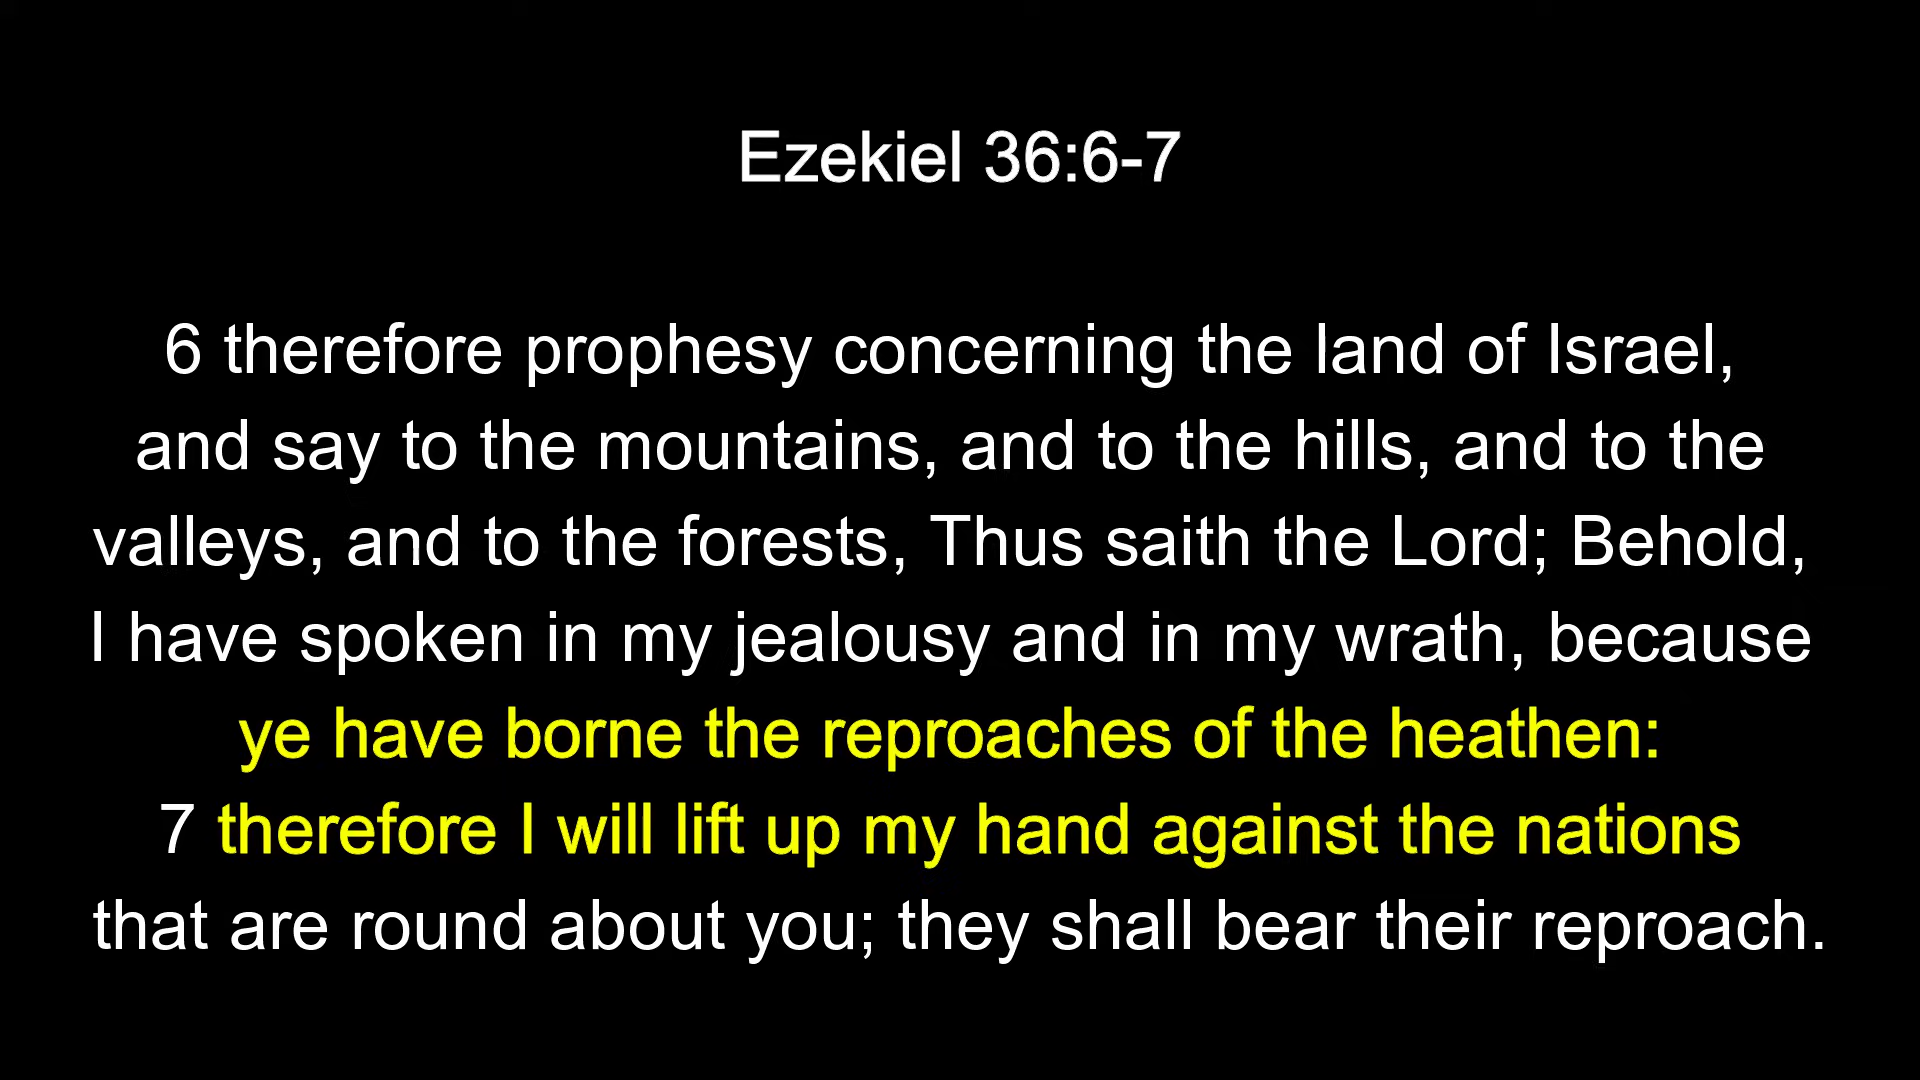 Ezekiel 36:6-7
6 therefore prophesy concerning the land of Israel,
and say to the mountains, and to the hills, and to the
valleys, and to the forests, Thus saith the Lord; Behold,
I have spoken in my jealousy and in my wrath, because
ye have borne the reproaches of the heathen:
7 therefore I will lift up my hand against the nations
that are round about you; they shall bear their reproach.